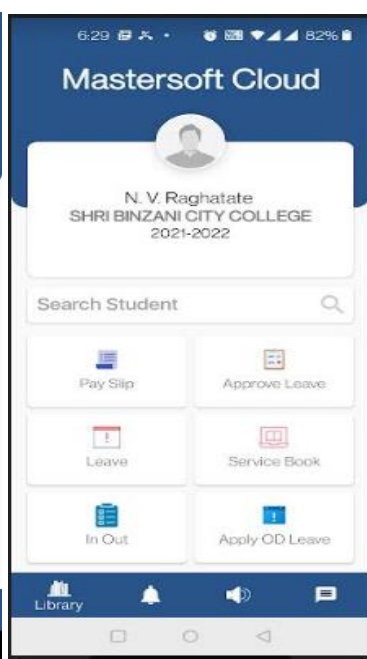 6:29 82%
Mastersoft Cloud
N. V. Raghatate
SHRI BINZANI CITY COLLEGE
2021-2022
Search Student
Pay Slip Approve Leave
Leave Service Book
In Out Apply OD Leave
Library